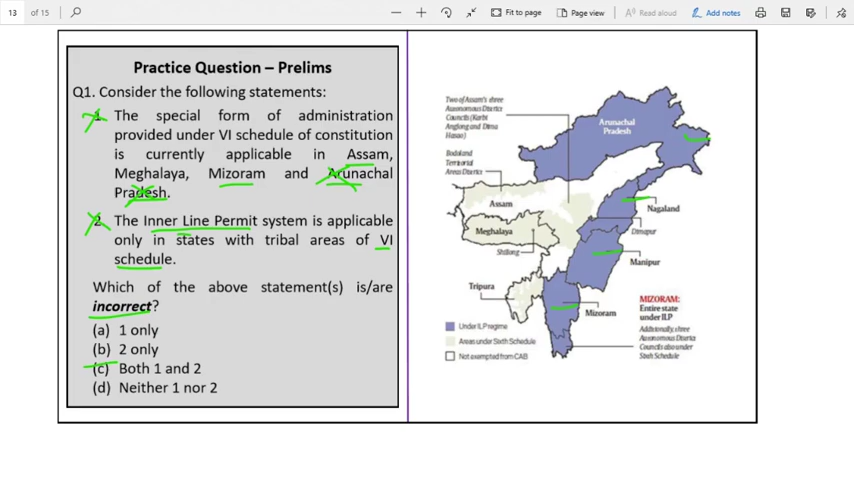 13 of 15
Fit to page
Page view
Read aloud
Add notes
Practice Question – Prelims
Q1. Consider the following statements:
1. The special form of administration
provided under VI schedule of constitution
is currently applicable in Assam,
Meghalaya, Mizoram and Arunachal
Pradesh.
2. The Inner Line Permit system is applicable
only in states with tribal areas of VI
schedule.
Which of the above statement(s) is/are
incorrect?
(a) 1 only
(b) 2 only
(c) Both 1 and 2
(d) Neither 1 nor 2
Two of Assam's three
Autonomous District
Councils (Karbi
Anglong and Dima
Hasao)
Bodoland
Territorial
Areas District
Arunachal
Pradesh
Assam
Nagaland
Meghalaya
Dimapur
Shillong
Manipur
Tripura
Mizoram
MIZORAM:
Entire state
under ILP
Additionally, three
Autonomous District
Councils also under
Sixth Schedule
Under ILP regime
Areas under Sixth Schedule
Not exempted from CAB